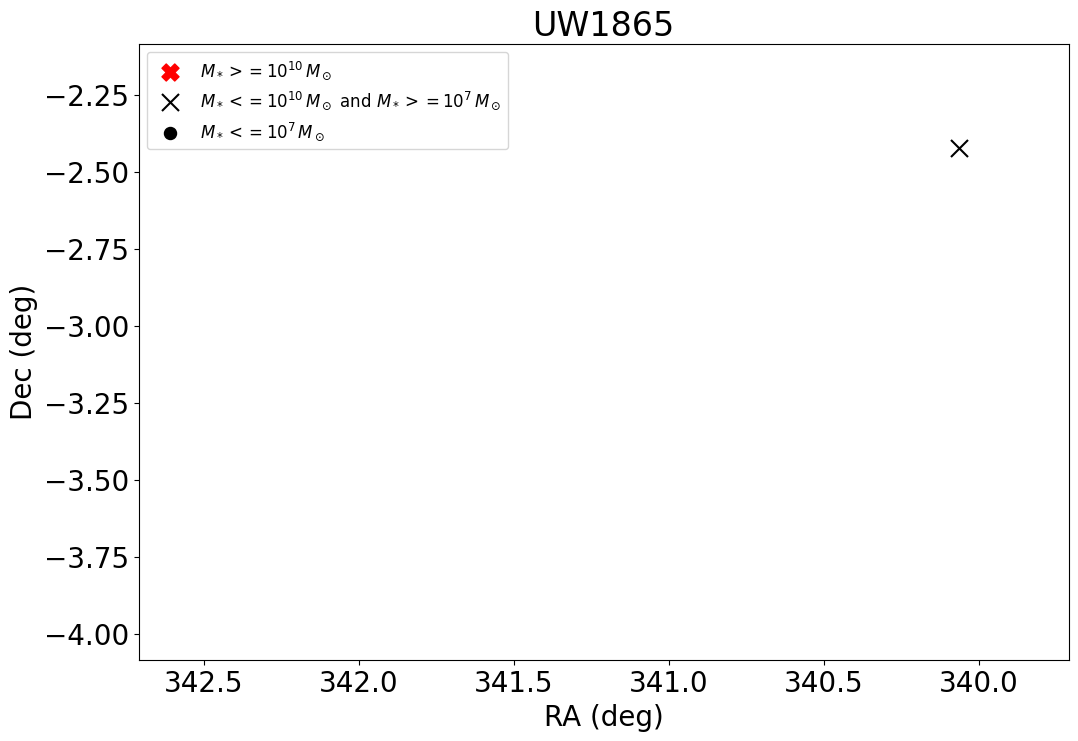 UW1865
M* >= 10^10 M⊙
M* <= 10^10 M⊙ and M* >= 10^7 M⊙
M* <= 10^7 M⊙
−2.25
−2.50
−2.75
−3.00
−3.25
−3.50
−3.75
−4.00
Dec (deg)
342.5 342.0 341.5 341.0 340.5 340.0
RA (deg)